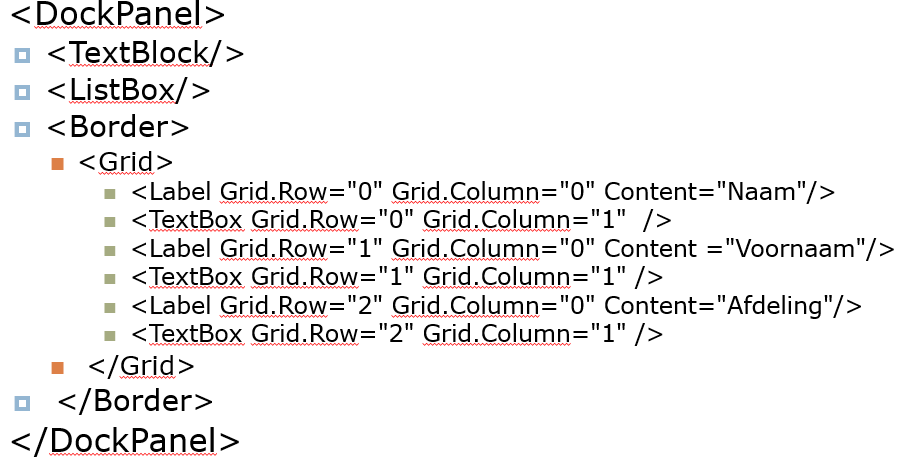 <DockPanel>
<TextBlock/>
<ListBox/>
<Border>
<Grid>
<Label Grid.Row="0" Grid.Column="0" Content="Naam"/>
<TextBox Grid.Row="0" Grid.Column="1"  />
<Label Grid.Row="1" Grid.Column="0" Content ="Voornaam"/>
<TextBox Grid.Row="1" Grid.Column="1" />
<Label Grid.Row="2" Grid.Column="0" Content="Afdeling"/>
<TextBox Grid.Row="2" Grid.Column="1" />
</Grid>
</Border>
</DockPanel>